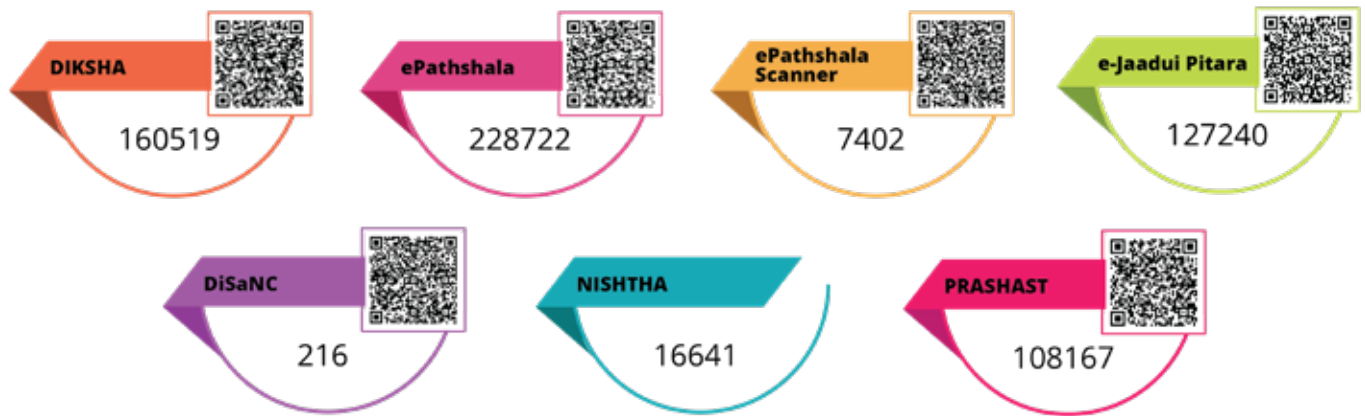 DIKSHA
160519
ePathshala
228722
ePathshala
Scanner
7402
e-Jaadui Pitara
127240
DiSaNC
216
NISHTHA
16641
PRASHAST
108167